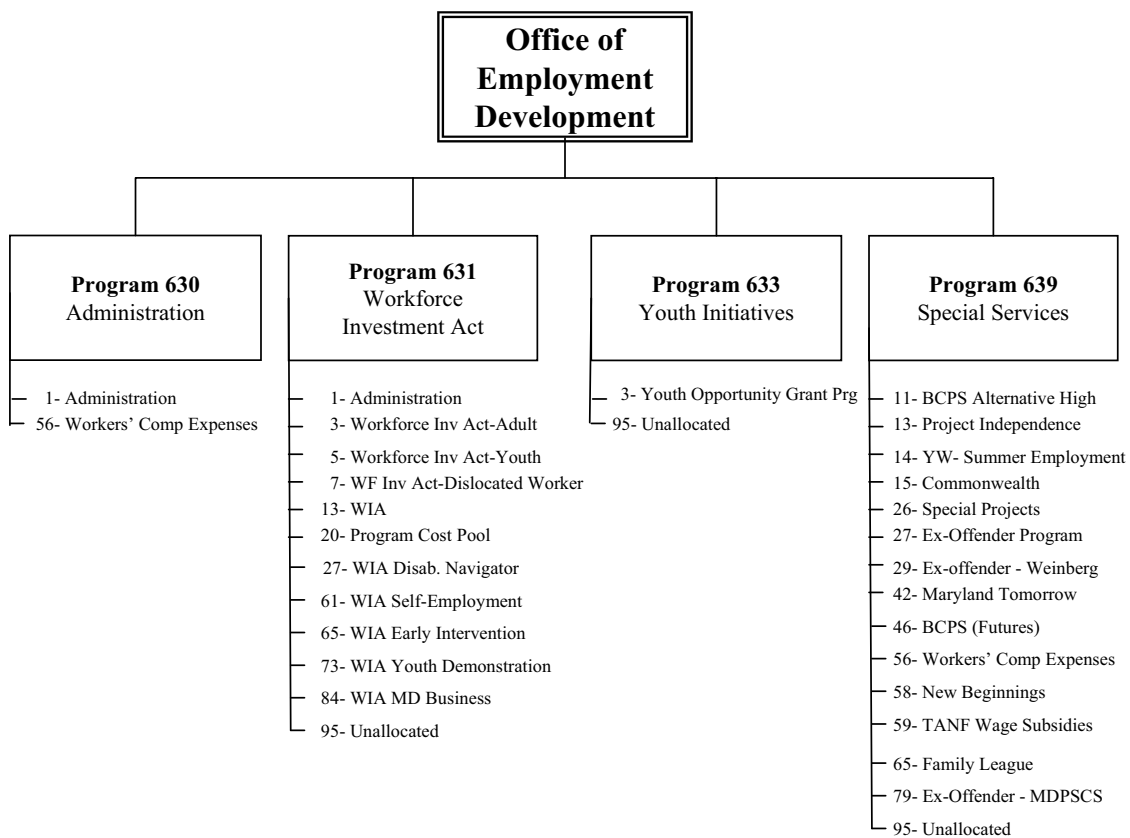 Office of
Employment
Development
Program 630
Administration
1- Administration
56- Workers' Comp Expenses
Program 631
Workforce
Investment Act
1- Administration
3- Workforce Inv Act-Adult
5- Workforce Inv Act-Youth
7- WF Inv Act-Dislocated Worker
13- WIA
20- Program Cost Pool
27- WIA Disab. Navigator
61- WIA Self-Employment
65- WIA Early Intervention
73- WIA Youth Demonstration
84- WIA MD Business
95- Unallocated
Program 633
Youth Initiatives
3- Youth Opportunity Grant Prg
95- Unallocated
Program 639
Special Services
11- BCPS Alternative High
13- Project Independence
14- YW- Summer Employment
15- Commonwealth
26- Special Projects
27- Ex-Offender Program
29- Ex-offender - Weinberg
42- Maryland Tomorrow
46- BCPS (Futures)
56- Workers' Comp Expenses
58- New Beginnings
59- TANF Wage Subsidies
65- Family League
79- Ex-Offender - MDPSCS
95- Unallocated